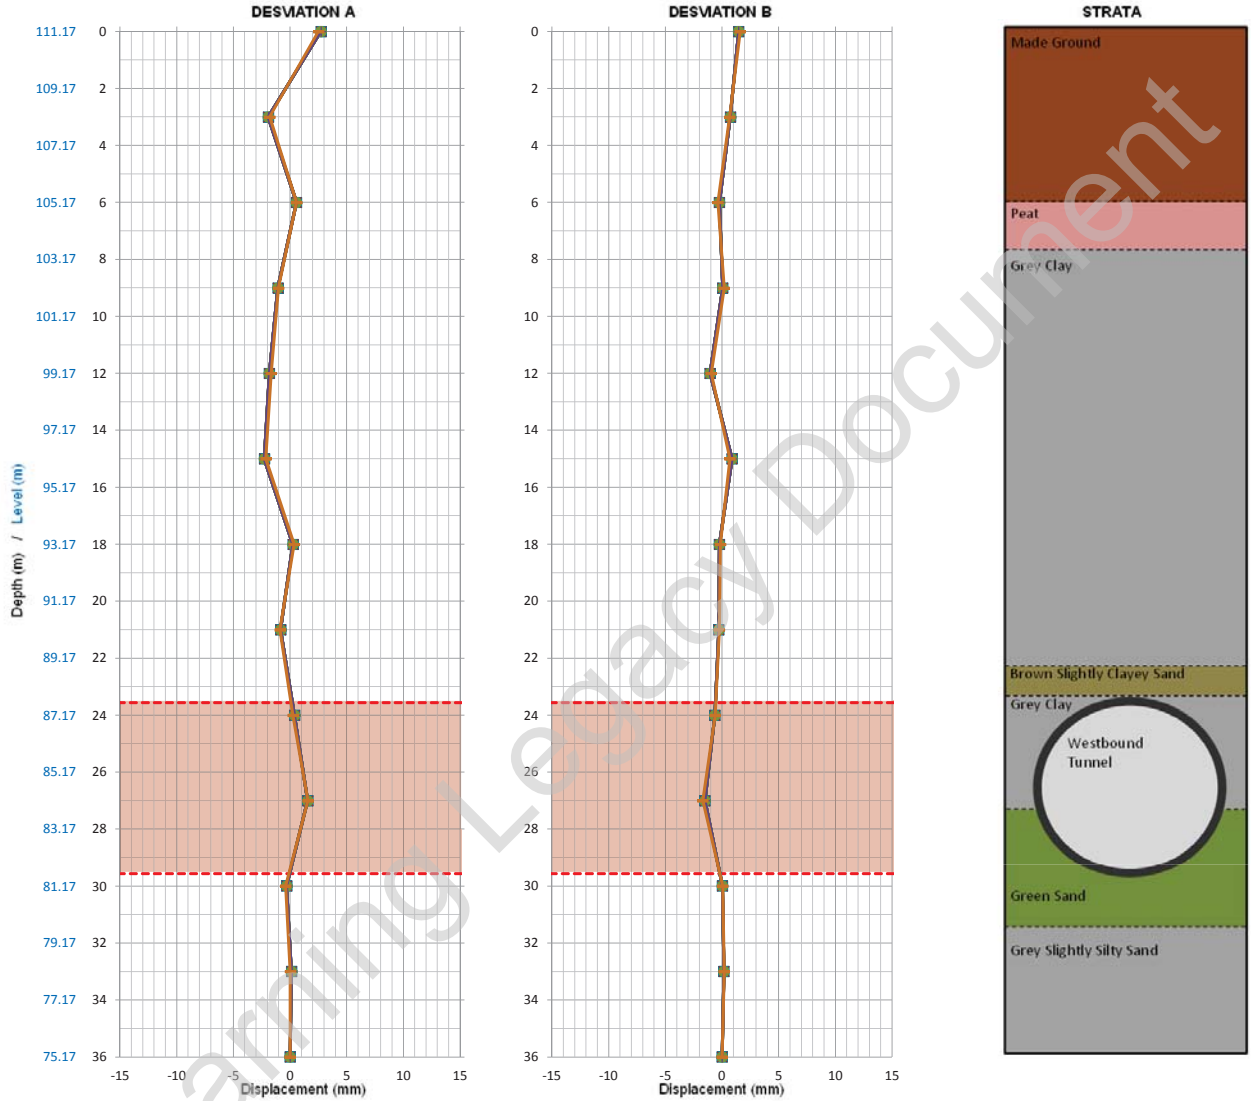 DESVIATION A
DESVIATION B
STRATA
111.17 0
109.17 2
107.17 4
105.17 6
103.17 8
101.17 10
99.17 12
97.17 14
95.17 16
93.17 18
91.17 20
89.17 22
87.17 24
85.17 26
83.17 28
81.17 30
79.17 32
77.17 34
75.17 36
Depth (m) / Level (m)
-15 -10 -5 0 5 10 15
Displacement (mm)
0
2
4
6
8
10
12
14
16
18
20
22
24
26
28
30
32
34
36
-15 -10 -5 0 5 10 15
Displacement (mm)
Made Ground
Peat
Grey Clay
Brown Slightly Clayey Sand
Grey Clay
Westbound
Tunnel
Green Sand
Grey Slightly Silty Sand
arning Legacy Document